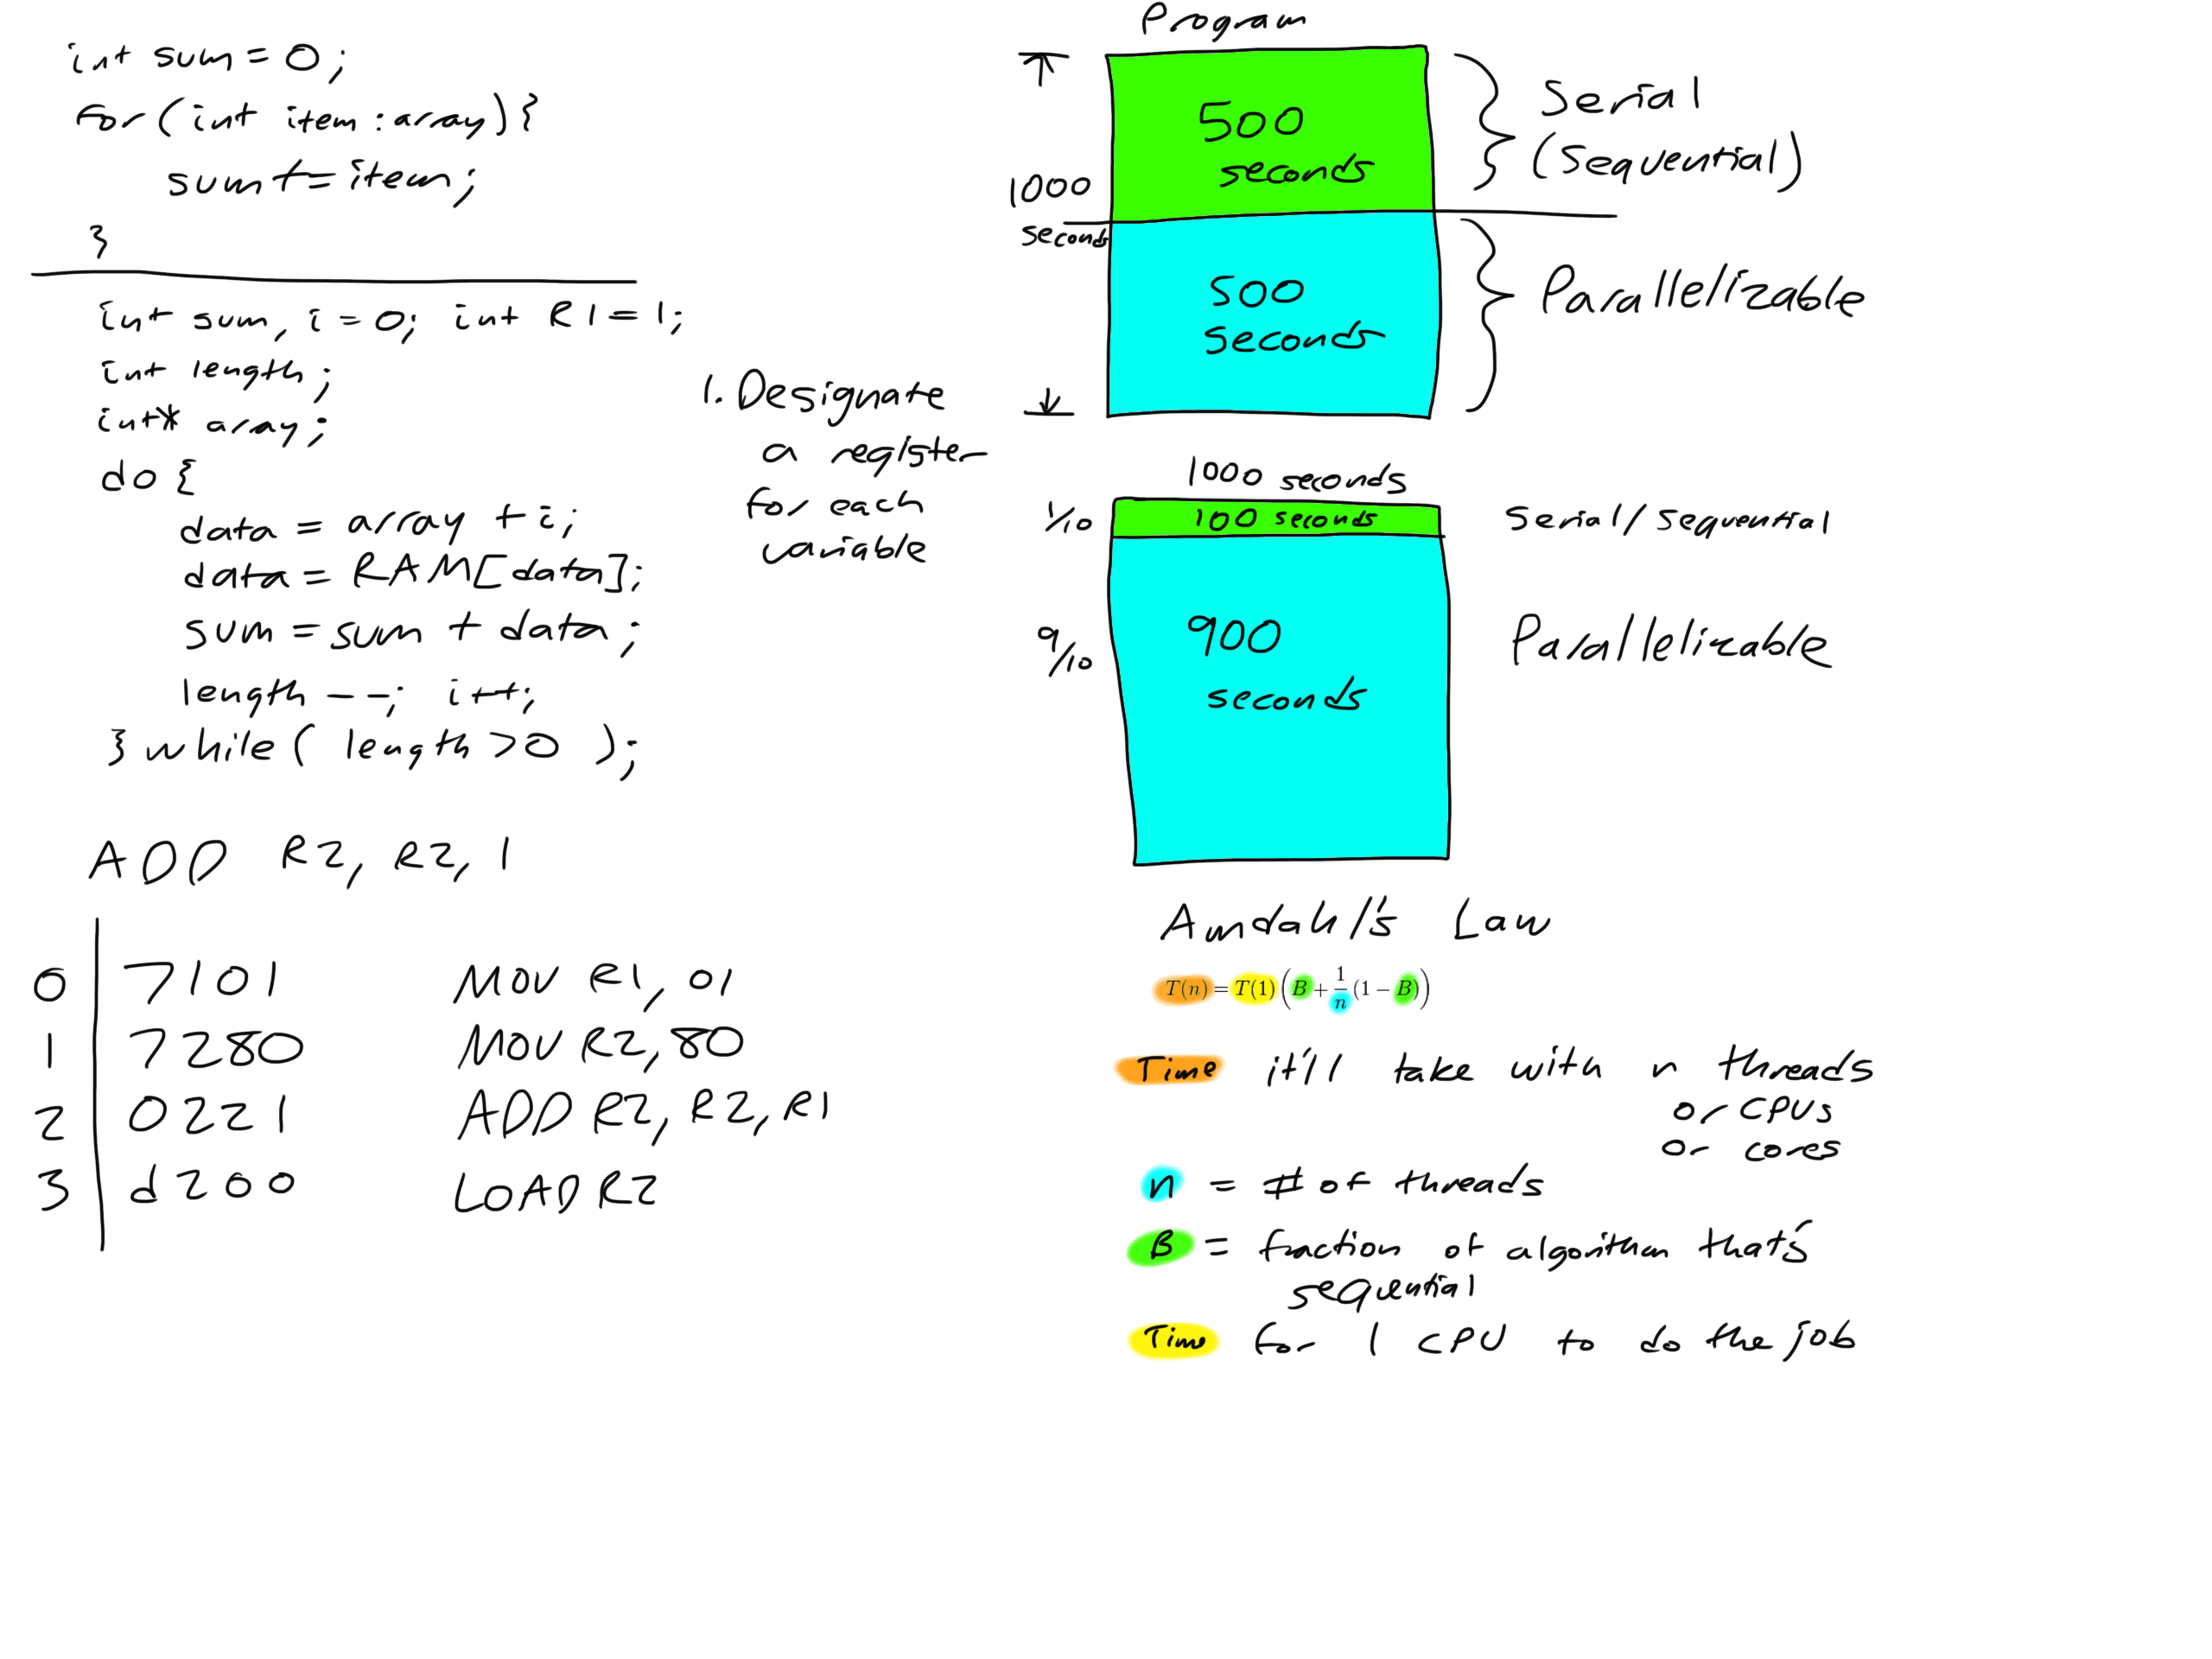 int sum = 0;
for(int item : array){
sum += item;
}
int sum, i = 0; int R1 = 1;
int length;
int* array;
do {
data = array + i;
data = RAM[data];
sum = sum + data;
length --; i++;
} while( length > 0 );
1. Designate
a register
for each
variable
ADD R2, R2, 1
0 7101 MOV R1, 01
1 7280 MOV R2, 80
2 0221 ADD R2, R2, R1
3 d200 LOAD R2
Program
500
seconds
Serial
(Sequential)
1000
seconds
500
seconds
Parallelizable
1000 seconds
1/10 100 seconds Serial/sequential
9/10 900
seconds
Parallelizable
Amdahl's Law
T(n) = T(1) (B + 1/n (1 − B))
Time it'll take with n threads
or CPUs
or cores
n = # of threads
B = fraction of algorithm that's
sequential
Time for 1 CPU to do the job